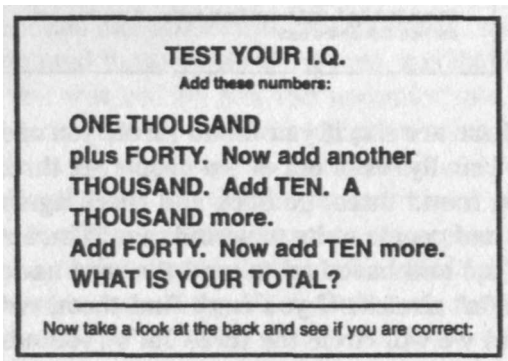 TEST YOUR I.Q.
Add these numbers:
ONE THOUSAND
plus FORTY. Now add another
THOUSAND. Add TEN. A
THOUSAND more.
Add FORTY. Now add TEN more.
WHAT IS YOUR TOTAL?
Now take a look at the back and see if you are correct: